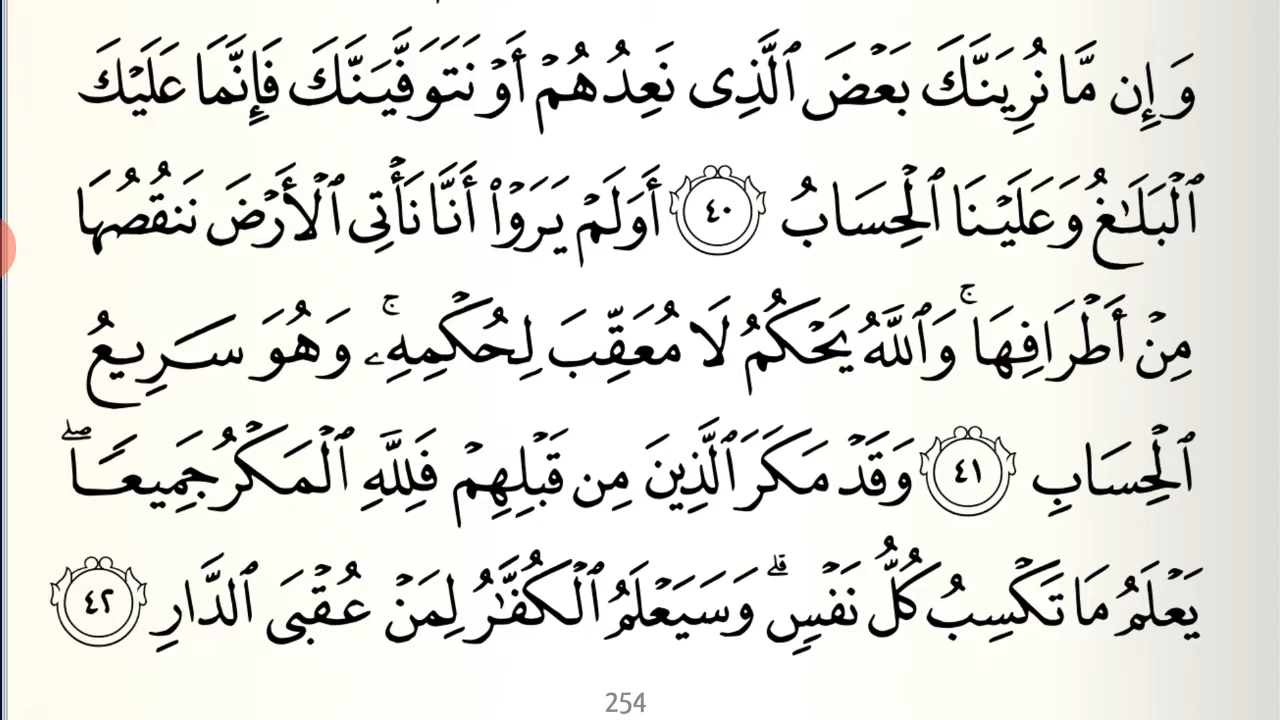 وَإِن مَّا نُرِيَنَّكَ بَعۡضَ ٱلَّذِى نَعِدُهُمۡ أَوۡ نَتَوَفَّيَنَّكَ فَإِنَّمَا عَلَيۡكَ
ٱلۡبَلَـٰغُ وَعَلَيۡنَا ٱلۡحِسَابُ ٤٠ أَوَلَمۡ يَرَوۡا۟ أَنَّا نَأۡتِى ٱلۡأَرۡضَ نَنقُصُهَا
مِنۡ أَطۡرَافِهَاۚ وَٱللَّهُ يَحۡكُمُ لَا مُعَقِّبَ لِحُكۡمِهِۦۚ وَهُوَ سَرِيعُ
ٱلۡحِسَابِ ٤١ وَقَدۡ مَكَرَ ٱلَّذِينَ مِن قَبۡلِهِمۡ فَلِلَّهِ ٱلۡمَكۡرُ جَمِيعًاۖ
يَعۡلَمُ مَا تَكۡسِبُ كُلُّ نَفۡسٍۗ وَسَيَعۡلَمُ ٱلۡكُفَّـٰرُ لِمَنۡ عُقۡبَى ٱلدَّارِ ٤٢
254